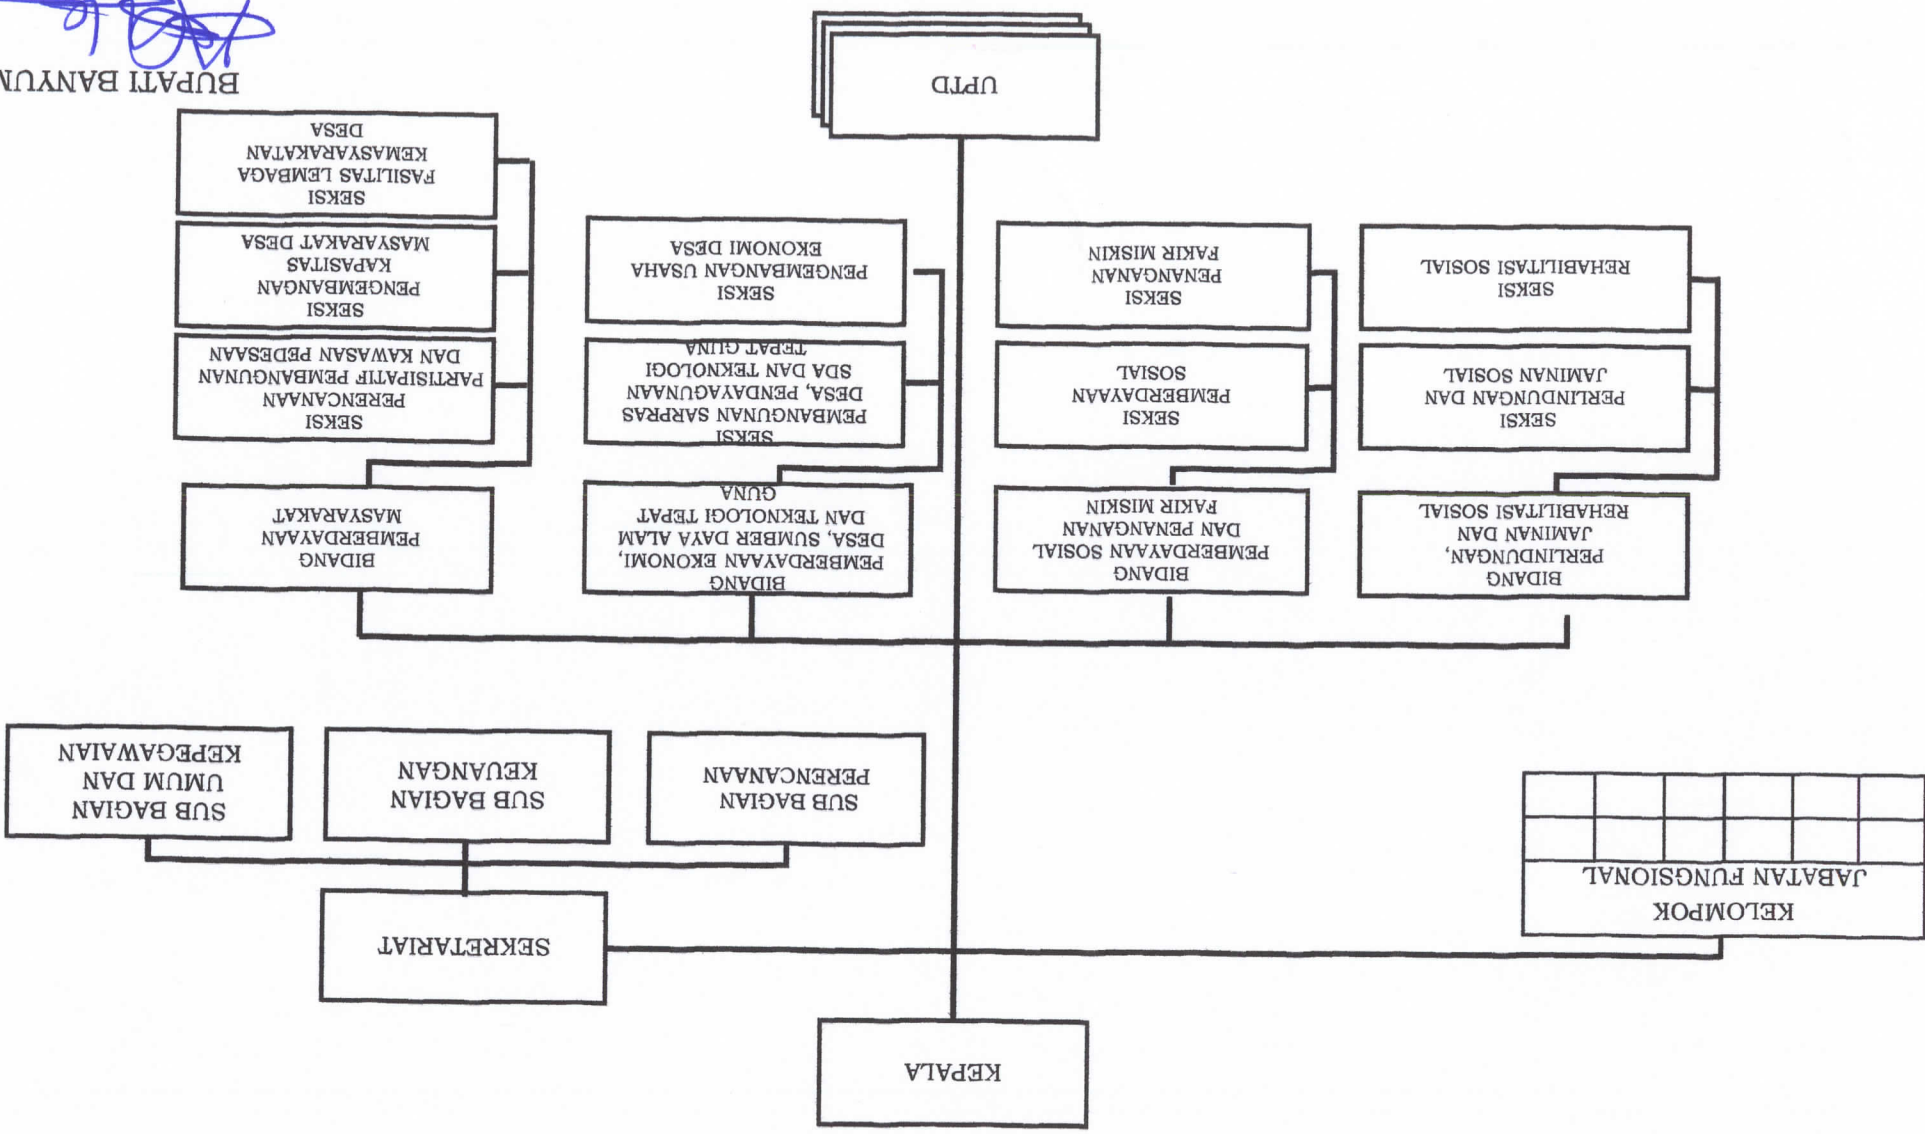 KEPALA
KELOMPOK
JABATAN FUNGSIONAL
SEKRETARIAT
SUB BAGIAN
PERENCANAAN
SUB BAGIAN
KEUANGAN
SUB BAGIAN
UMUM DAN
KEPEGAWAIAN
BIDANG
PERLINDUNGAN,
JAMINAN DAN
REHABILITASI SOSIAL
BIDANG
PEMBERDAYAAN SOSIAL
DAN PENANGANAN
FAKIR MISKIN
BIDANG
PEMBERDAYAAN EKONOMI,
DESA, SUMBER DAYA ALAM
DAN TEKNOLOGI TEPAT
GUNA
BIDANG
PEMBERDAYAAN
MASYARAKAT
SEKSI
PERLINDUNGAN DAN
JAMINAN SOSIAL
SEKSI
PEMBERDAYAAN
SOSIAL
SEKSI
PEMBANGUNAN SARPRAS
DESA, PENDAYAGUNAAN
SDA DAN TEKNOLOGI
TEPAT GUNA
SEKSI
PERENCANAAN
PARTISIPATIF PEMBANGUNAN
DAN KAWASAN PEDESAAN
SEKSI
REHABILITASI SOSIAL
SEKSI
PENANGANAN
FAKIR MISKIN
SEKSI
PENGEMBANGAN USAHA
EKONOMI DESA
SEKSI
PENGEMBANGAN
KAPASITAS
MASYARAKAT DESA
SEKSI
FASILITAS LEMBAGA
KEMASYARAKATAN
DESA
UPTD
BUPATI BANYUM